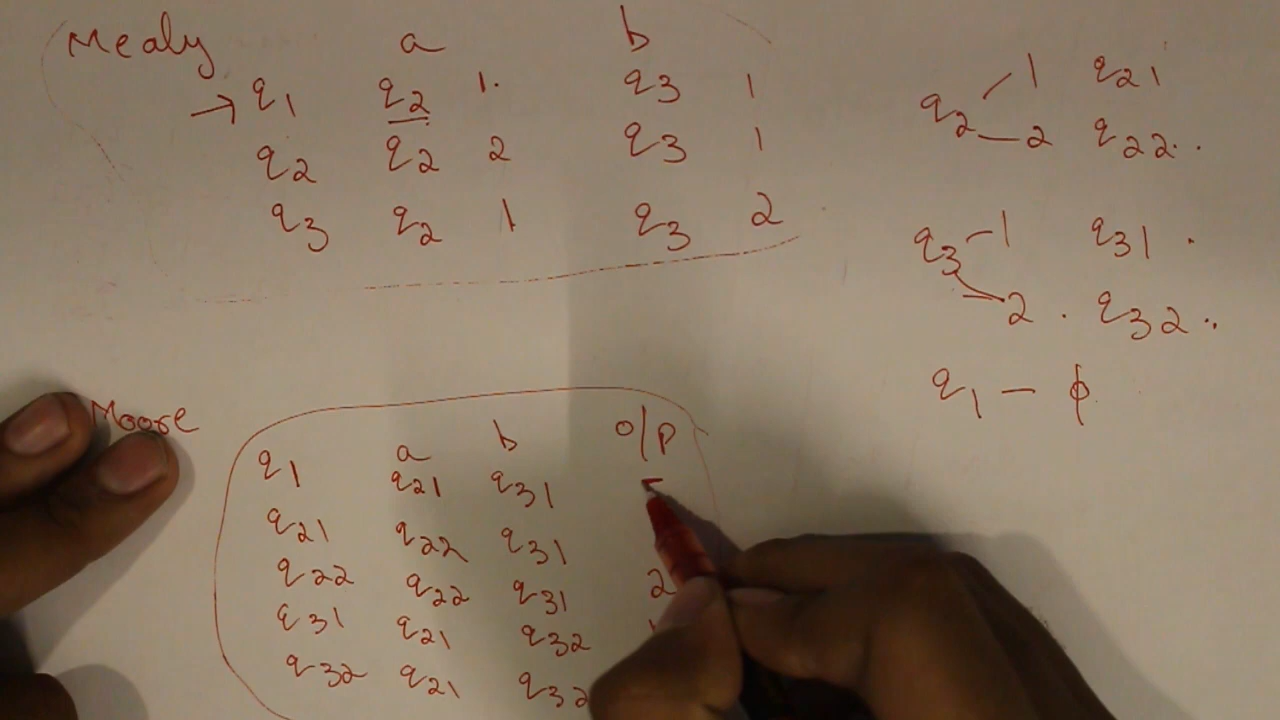 Mealy a b
→ q1 q2 1. q3 1
q2 q2 2 q3 1
q3 q2 1 q3 2
q2 1 q21
2 q22..
q3 1 q31 .
2 . q32 ..
q1 — ϕ
Moore
a b o/p
q1 q21 q31 –
q21 q22 q31
q22 q22 q31 2
q31 q21 q32
q32 q21 q32